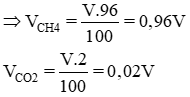 ⇒ V_CH4 = V.96/100 = 0,96V
V_CO2 = V.2/100 = 0,02V